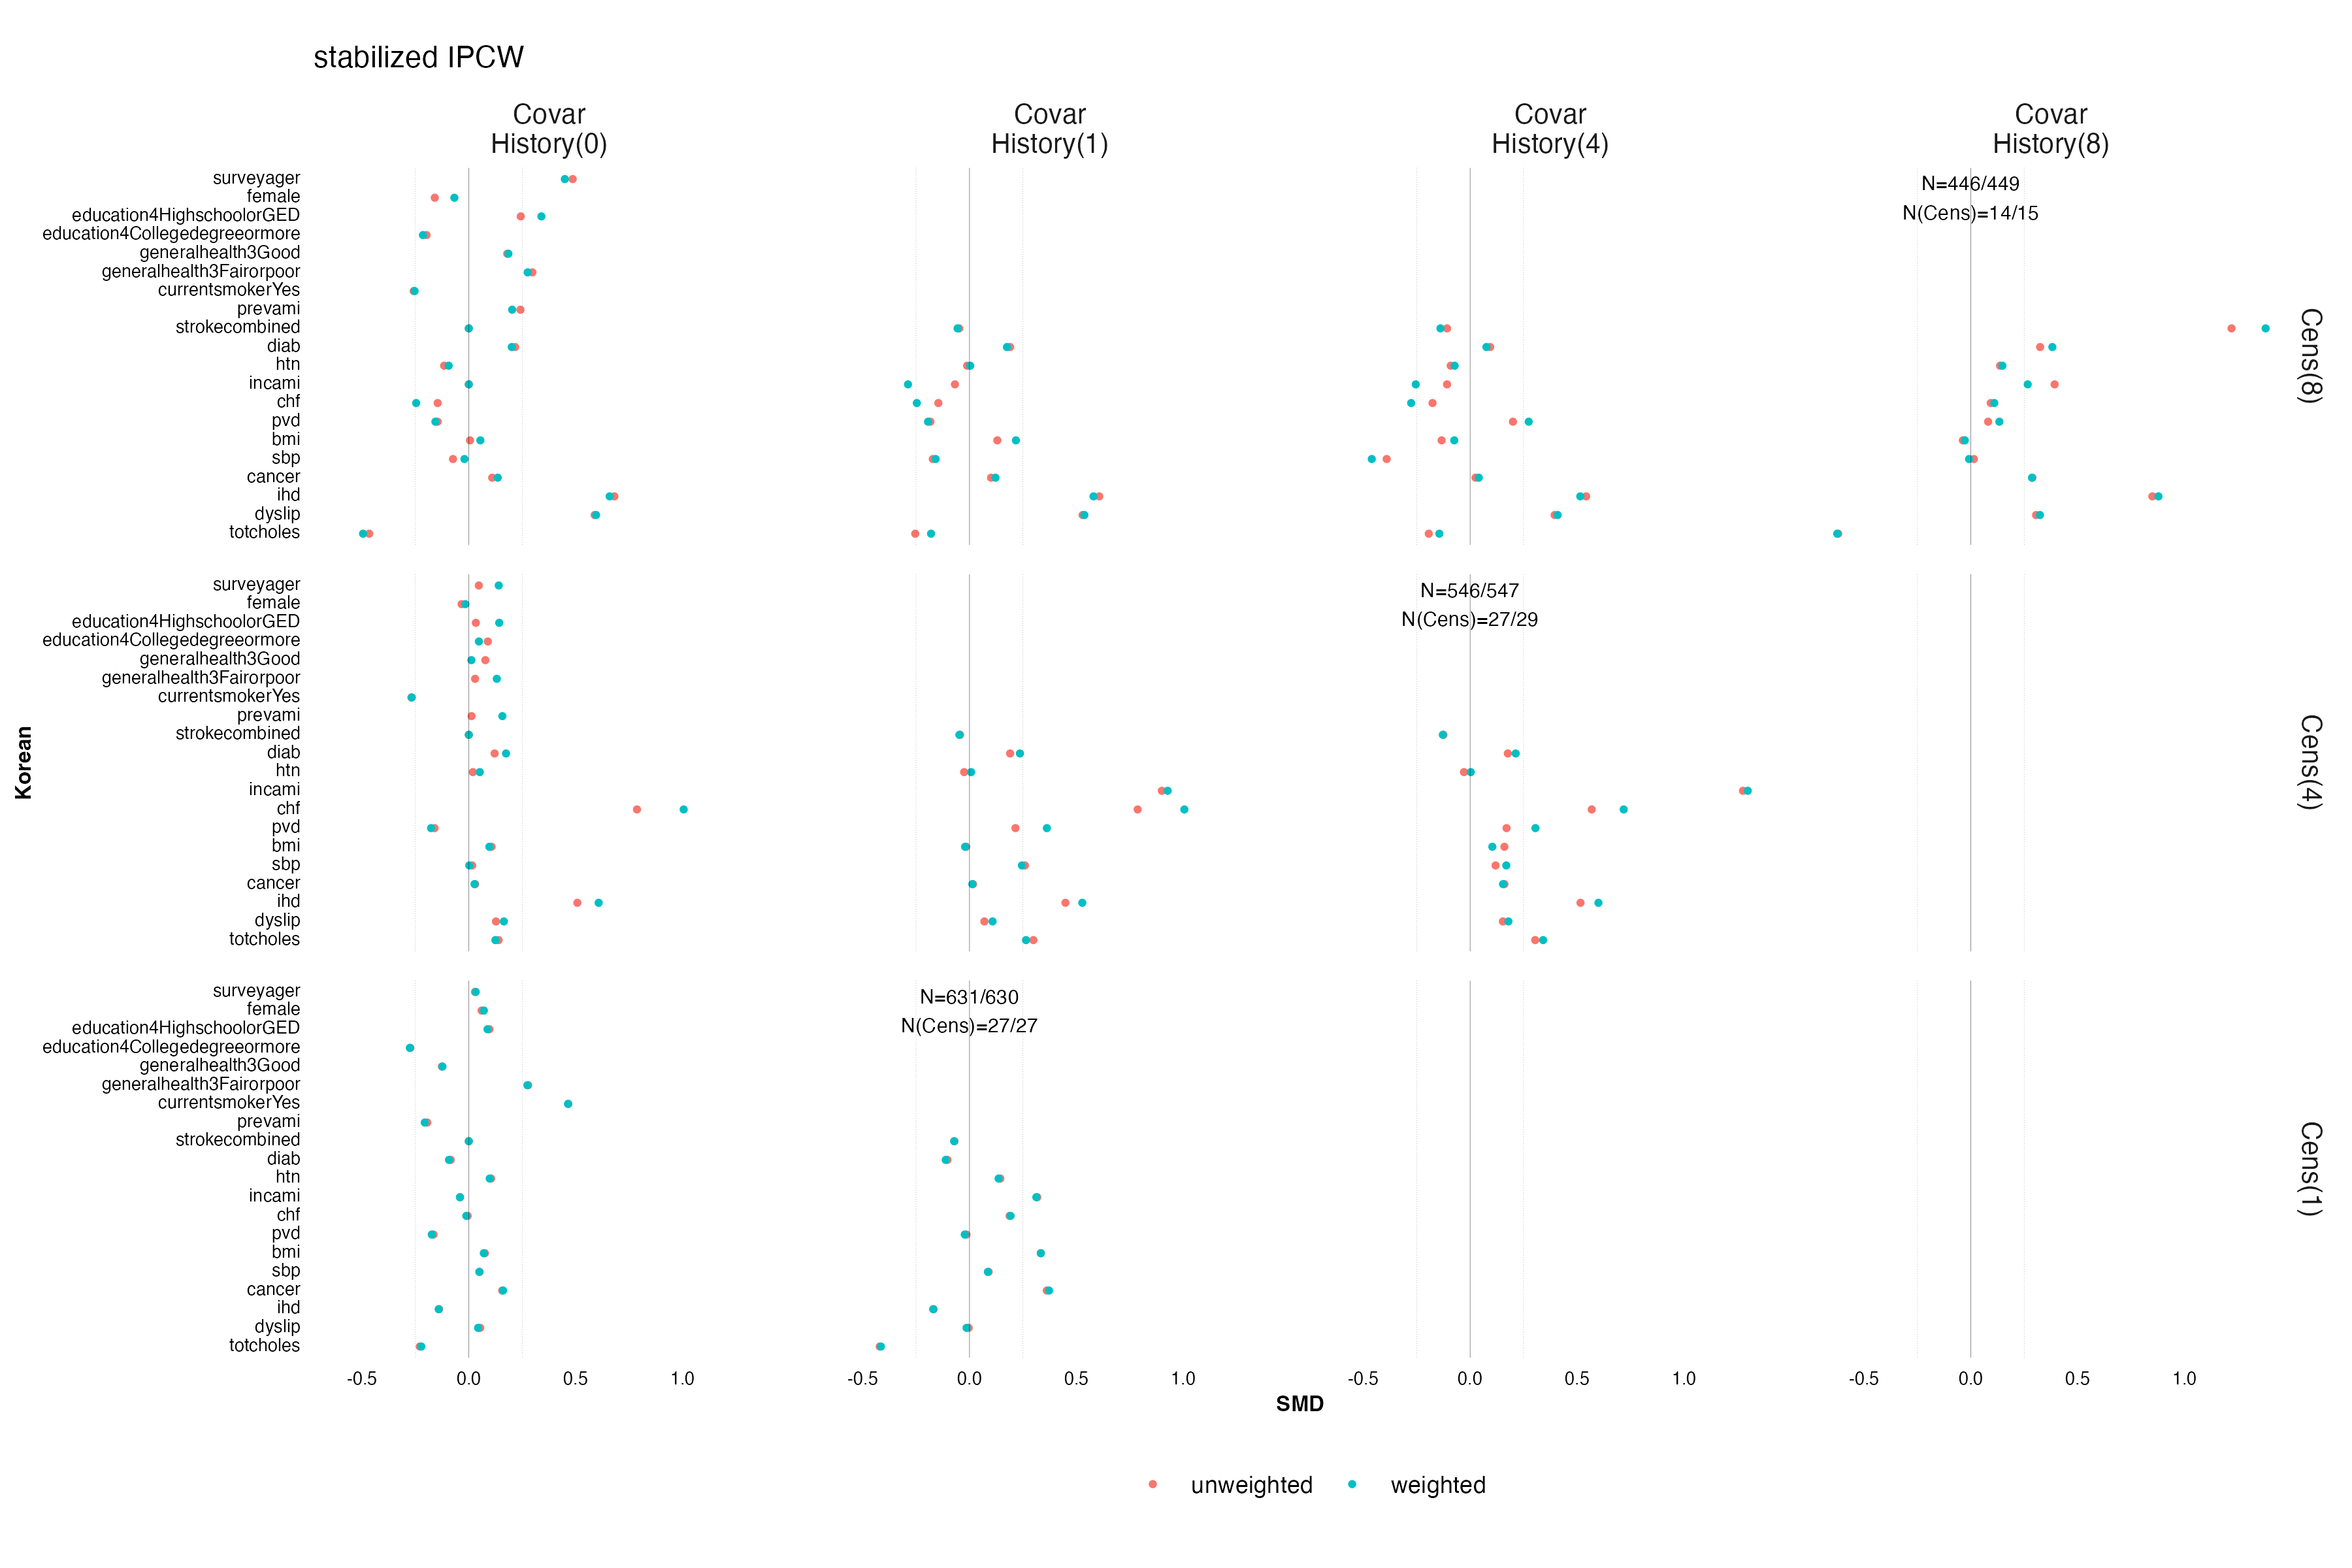 stabilized IPCW
Covar
History(0)
Covar
History(1)
Covar
History(4)
Covar
History(8)
surveyager
female
education4HighschoolorGED
education4Collegedegreeormore
generalhealth3Good
generalhealth3Fairorpoor
currentsmokerYes
prevami
strokecombined
diab
htn
incami
chf
pvd
bmi
sbp
cancer
ihd
dyslip
totcholes
N=446/449
N(Cens)=14/15
Cens(8)
Korean
surveyager
female
education4HighschoolorGED
education4Collegedegreeormore
generalhealth3Good
generalhealth3Fairorpoor
currentsmokerYes
prevami
strokecombined
diab
htn
incami
chf
pvd
bmi
sbp
cancer
ihd
dyslip
totcholes
N=546/547
N(Cens)=27/29
Cens(4)
surveyager
female
education4HighschoolorGED
education4Collegedegreeormore
generalhealth3Good
generalhealth3Fairorpoor
currentsmokerYes
prevami
strokecombined
diab
htn
incami
chf
pvd
bmi
sbp
cancer
ihd
dyslip
totcholes
N=631/630
N(Cens)=27/27
Cens(1)
-0.5 0.0 0.5 1.0 -0.5 0.0 0.5 1.0 -0.5 0.0 0.5 1.0 -0.5 0.0 0.5 1.0
SMD
unweighted weighted